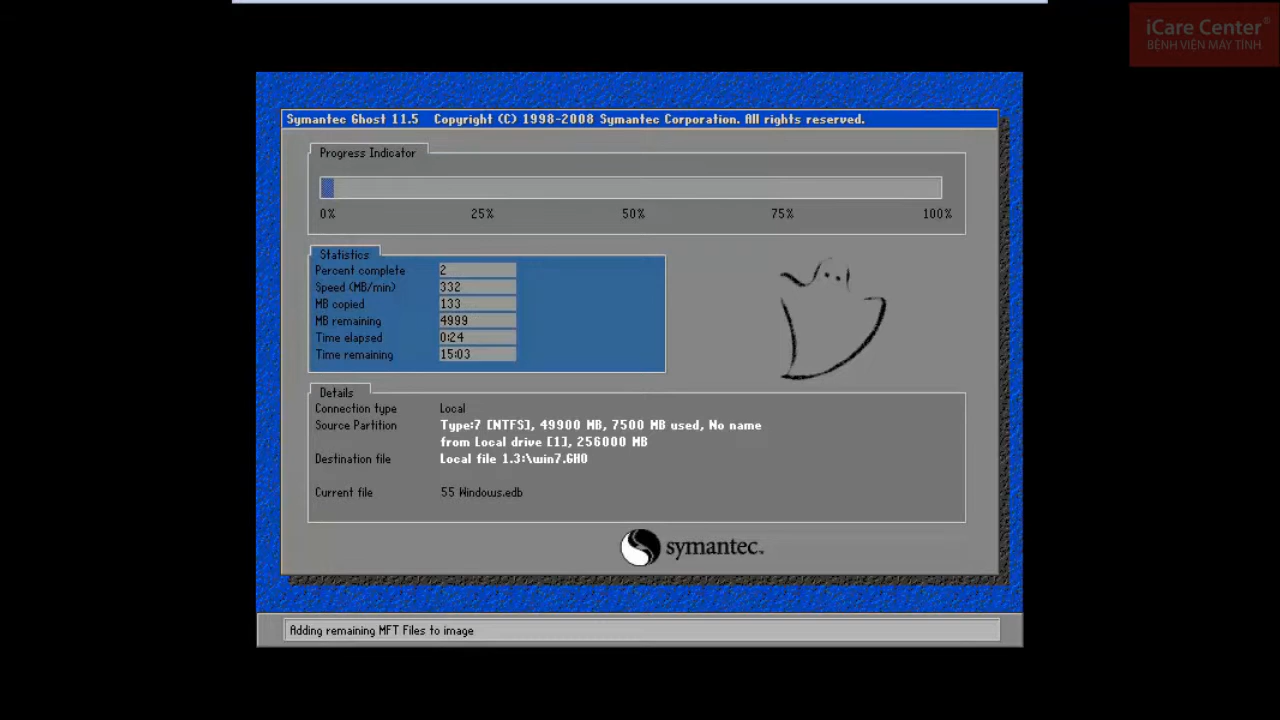 iCare Center®
BỆNH VIỆN MÁY TÍNH
Symantec Ghost 11.5 Copyright (C) 1998-2008 Symantec Corporation. All rights reserved.
Progress Indicator
0% 25% 50% 75% 100%
Statistics
Percent complete 2
Speed (MB/min) 332
MB copied 133
MB remaining 4999
Time elapsed 0:24
Time remaining 15:03
Details
Connection type Local
Source Partition Type:7 [NTFS], 49900 MB, 7500 MB used, No name
from Local drive [1], 256000 MB
Destination file Local file 1.3:\win7.GHO
Current file 55 Windows.edb
symantec.
Adding remaining MFT Files to image